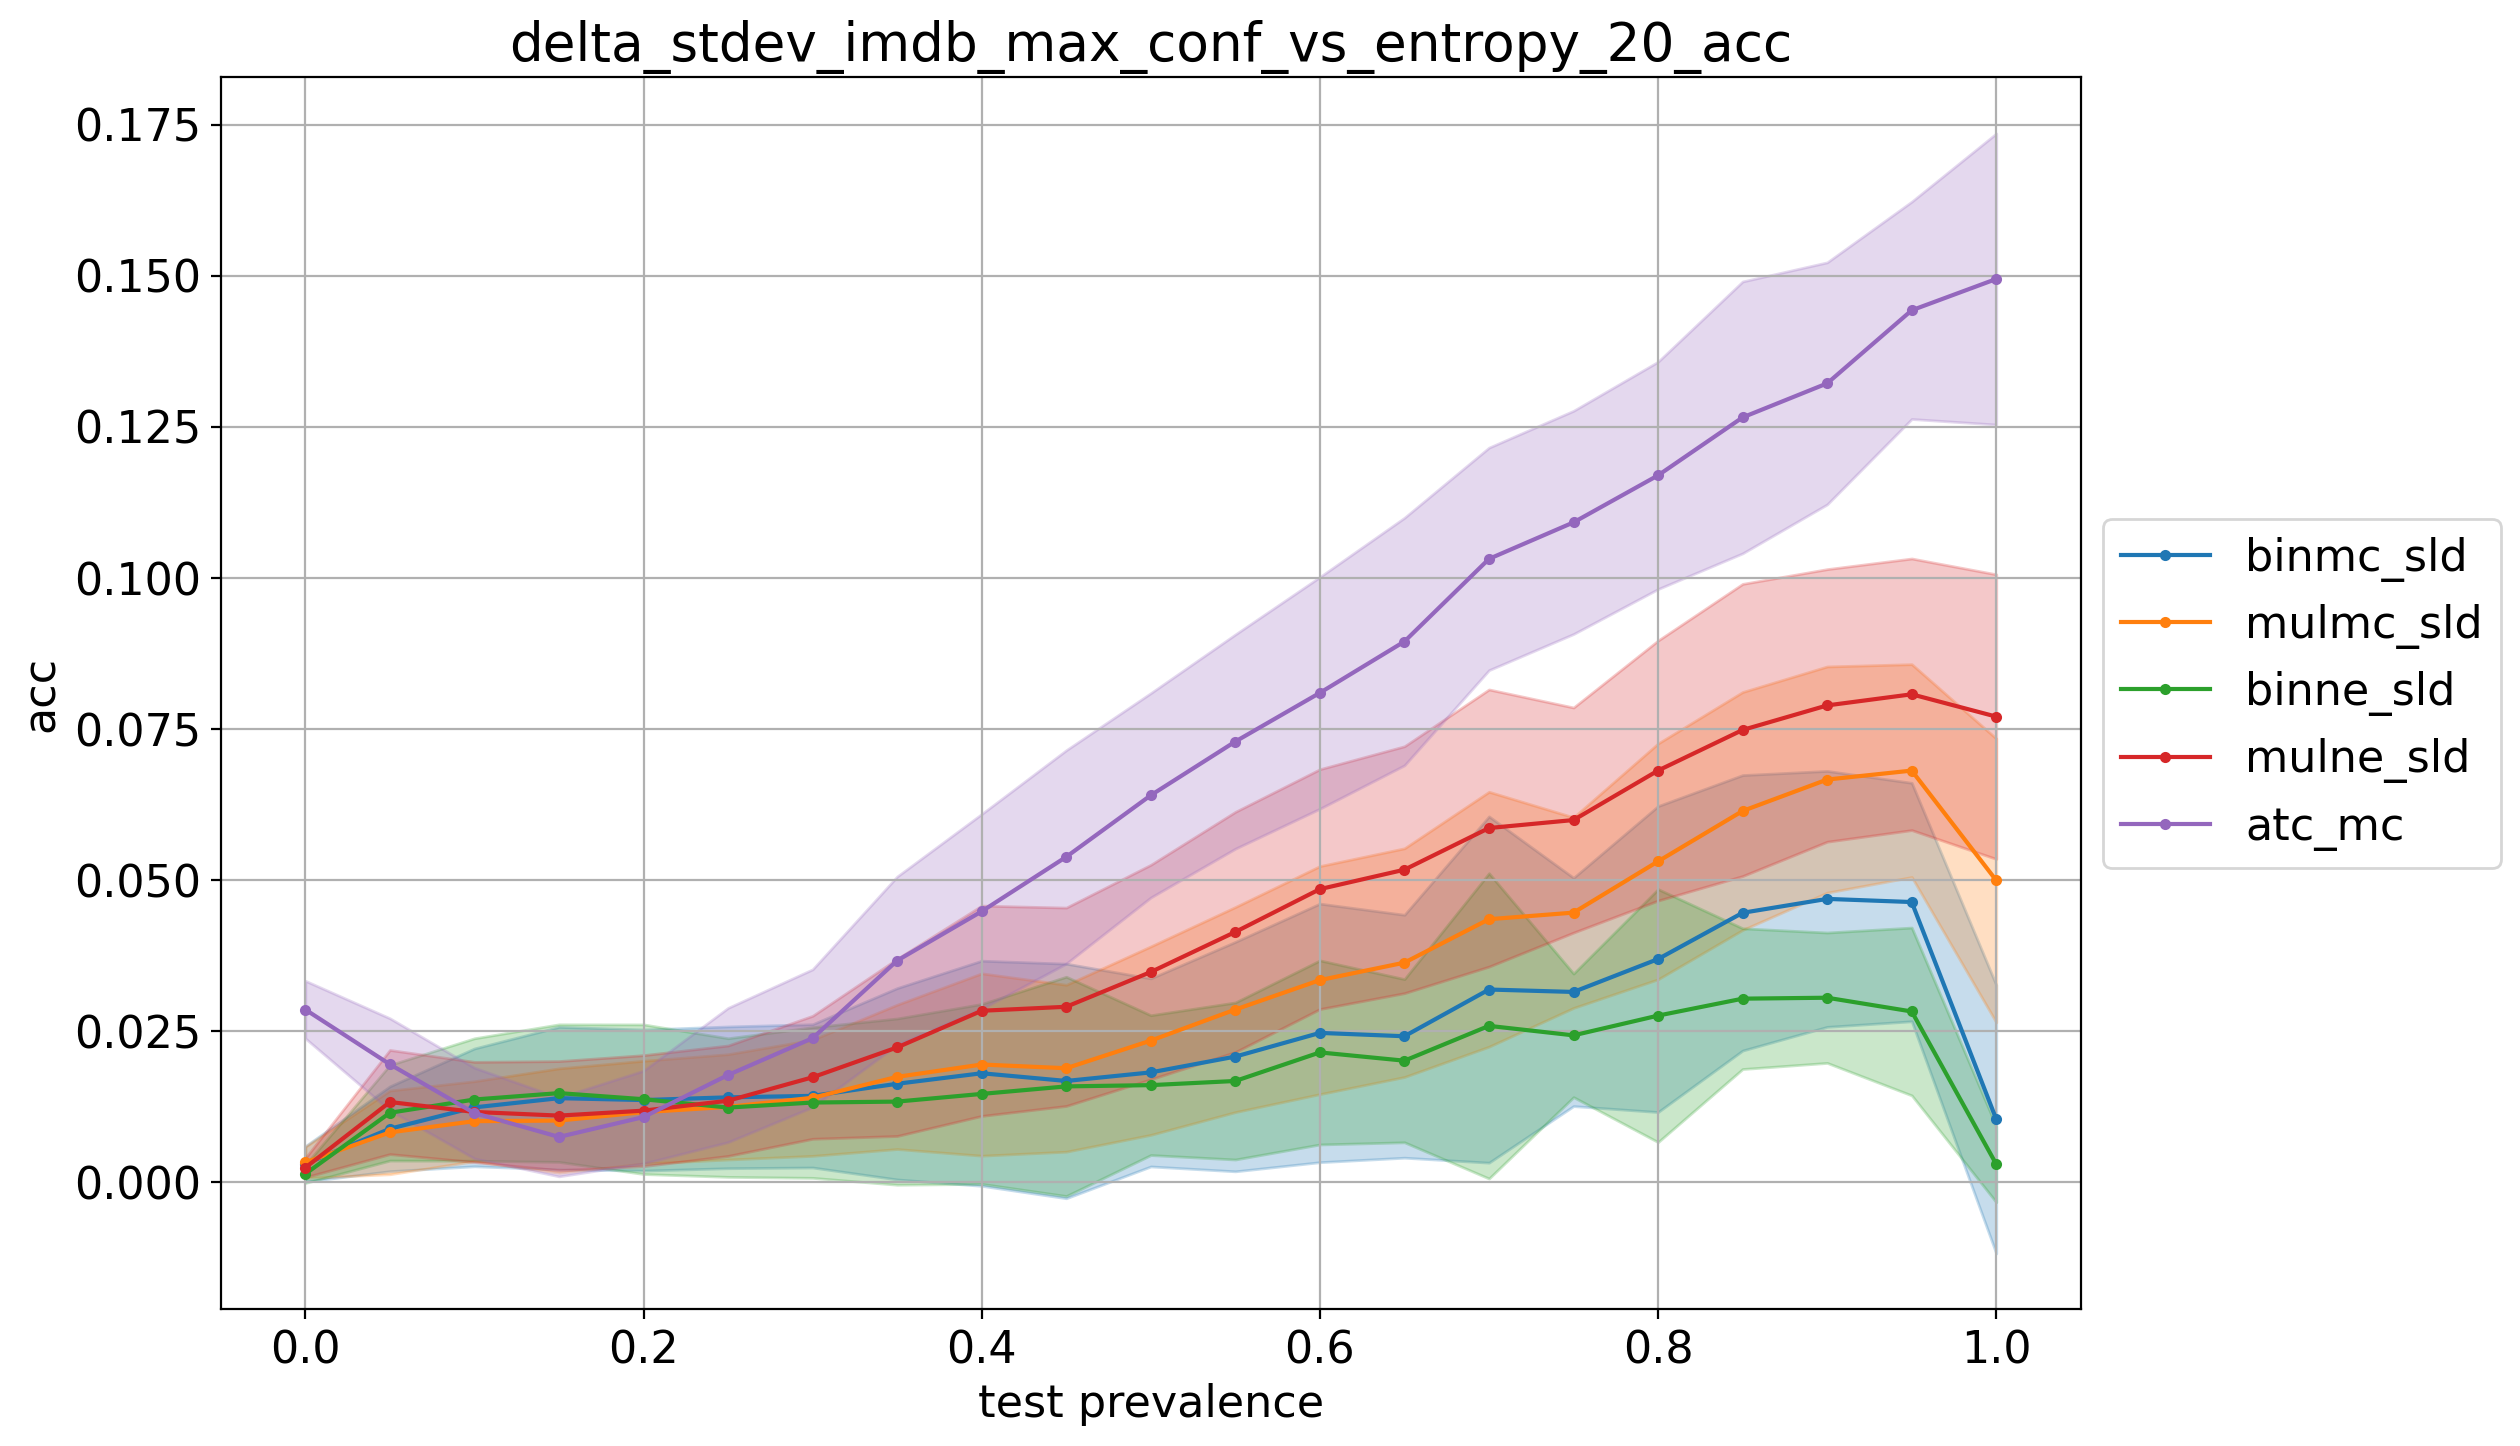 delta_stdev_imdb_max_conf_vs_entropy_20_acc
0.175
0.150
0.125
0.100
0.075
0.050
0.025
0.000
acc
0.0 0.2 0.4 0.6 0.8 1.0
test prevalence
binmc_sld
mulmc_sld
binne_sld
mulne_sld
atc_mc